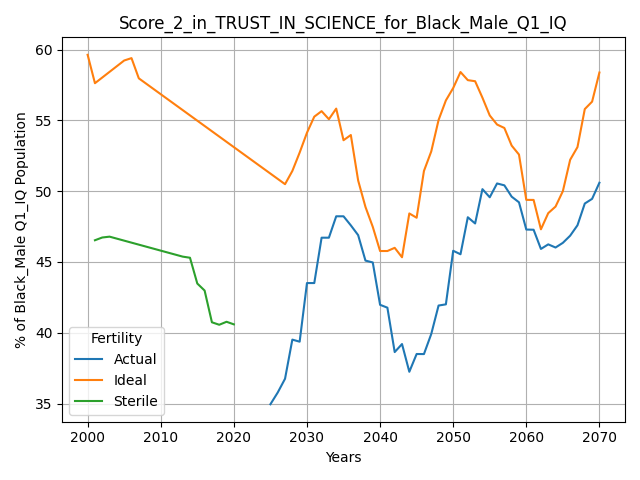 Score_2_in_TRUST_IN_SCIENCE_for_Black_Male_Q1_IQ
% of Black_Male Q1_IQ Population
60
55
50
45
40
35
Fertility
Actual
Ideal
Sterile
2000 2010 2020 2030 2040 2050 2060 2070
Years